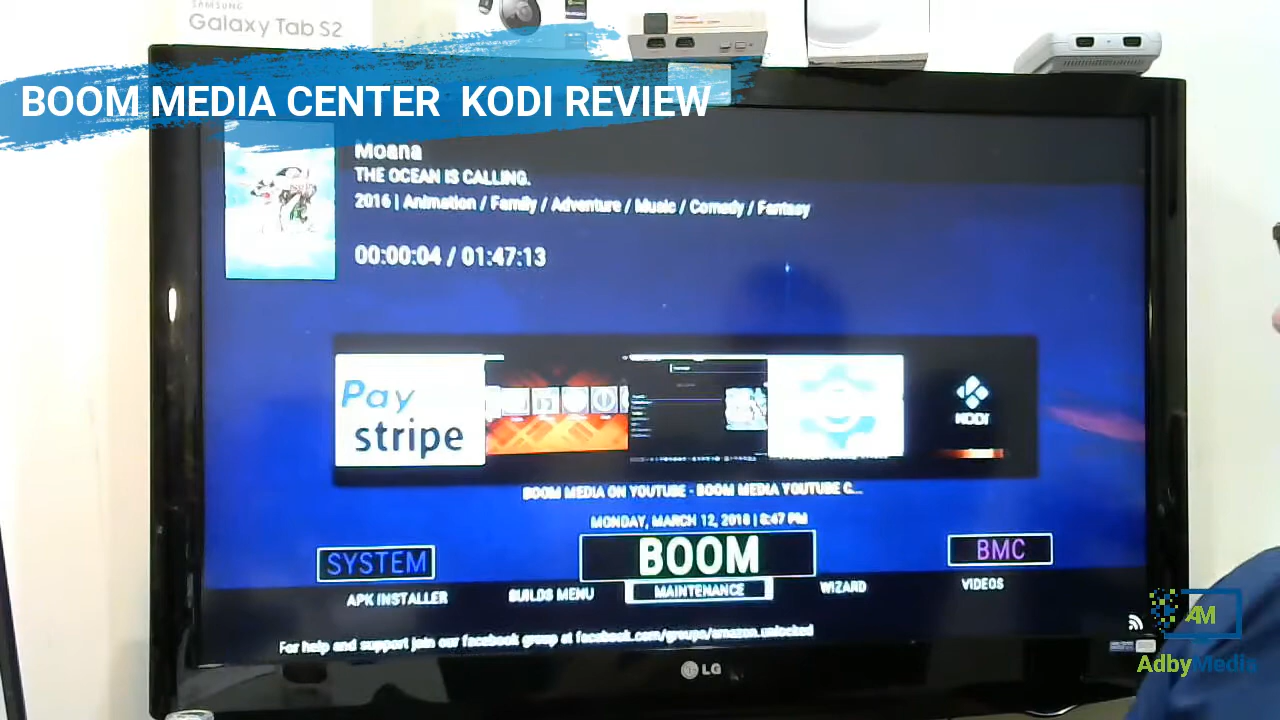 SAMSUNG
Galaxy Tab S2
BOOM MEDIA CENTER KODI REVIEW
Moana
THE OCEAN IS CALLING.
2016 | Animation / Family / Adventure / Music / Comedy / Fantasy
00:00:04 / 01:47:13
Pay
stripe
KODI
BOOM MEDIA ON YOUTUBE - BOOM MEDIA YOUTUBE C...
MONDAY, MARCH 12, 2018 | 8:47 PM
SYSTEM
BOOM
BMC
APK INSTALLER
BUILDS MENU
MAINTENANCE
WIZARD
VIDEOS
For help and support join our facebook group at facebook.com/groups/amazon.unlocked
AM
AdbyMedia
LG